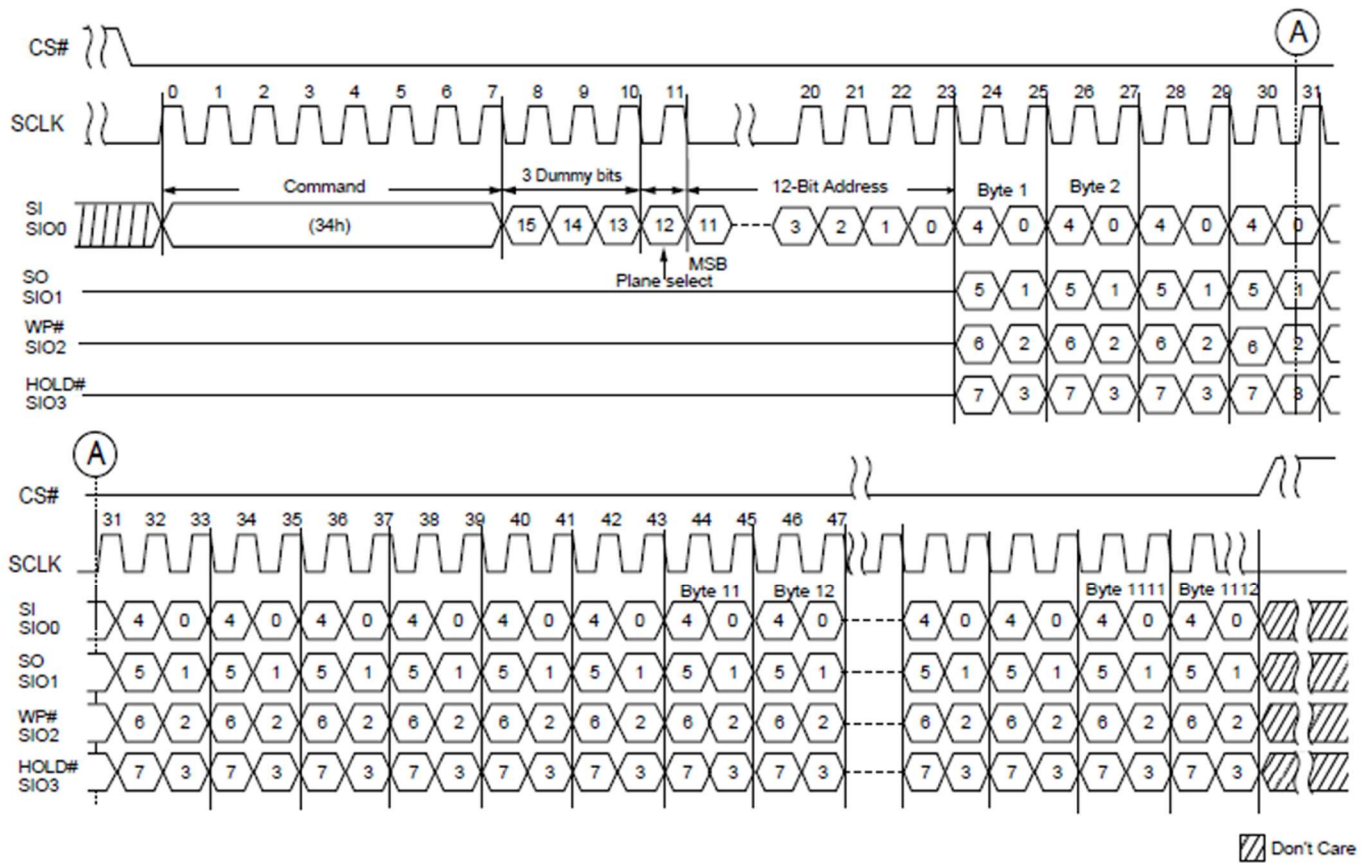 A
CS#
0 1 2 3 4 5 6 7 8 9 10 11 20 21 22 23 24 25 26 27 28 29 30 31
SCLK
Command 3 Dummy bits 12-Bit Address Byte 1 Byte 2
SI
SIO0
(34h) 15 14 13 12 11 3 2 1 0 4 0 4 0 4 0 4 0
MSB
Plane select
SO
SIO1
5 1 5 1 5 1 5 1
WP#
SIO2
6 2 6 2 6 2 6 2
HOLD#
SIO3
7 3 7 3 7 3 7 3
A
CS#
31 32 33 34 35 36 37 38 39 40 41 42 43 44 45 46 47
SCLK
Byte 11 Byte 12 Byte 1111 Byte 1112
SI
SIO0
4 0 4 0 4 0 4 0 4 0 4 0 4 0 4 0 4 0 4 0 4 0 4 0
SO
SIO1
5 1 5 1 5 1 5 1 5 1 5 1 5 1 5 1 5 1 5 1 5 1 5 1
WP#
SIO2
6 2 6 2 6 2 6 2 6 2 6 2 6 2 6 2 6 2 6 2 6 2 6 2
HOLD#
SIO3
7 3 7 3 7 3 7 3 7 3 7 3 7 3 7 3 7 3 7 3 7 3 7 3
Don't Care